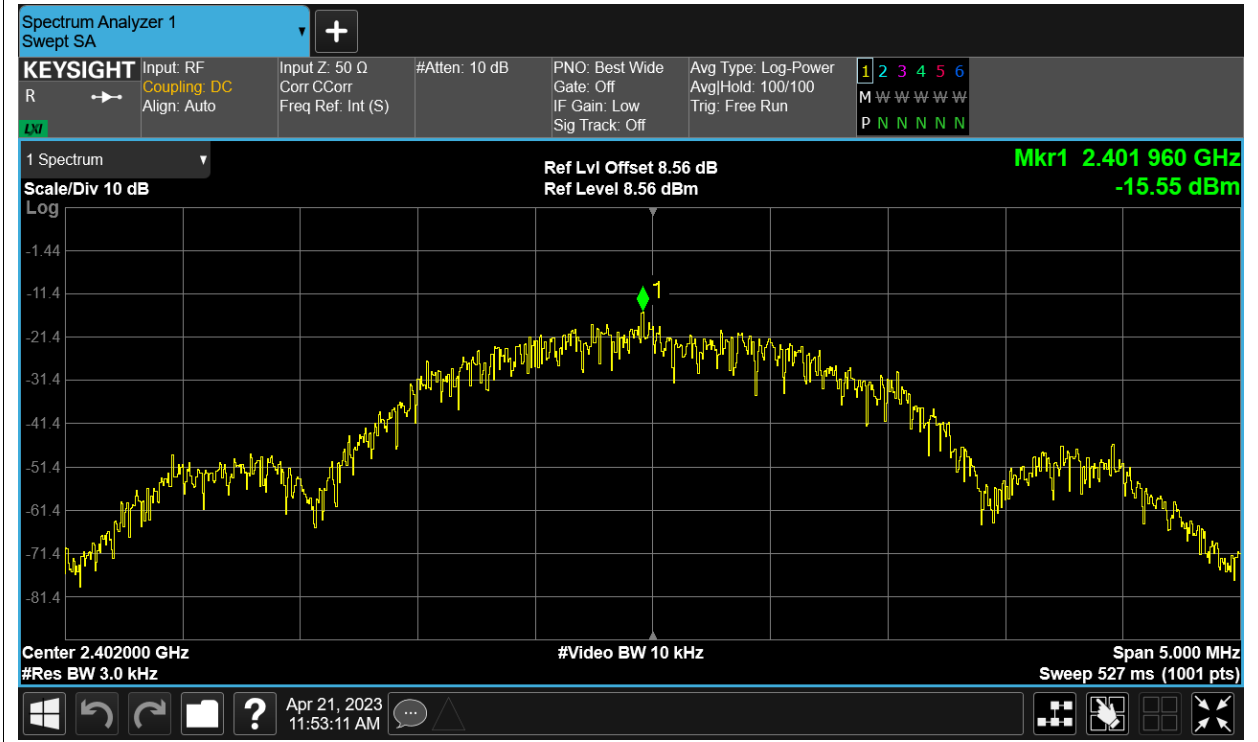 Spectrum Analyzer 1
Swept SA
KEYSIGHT
R
LXI
Input: RF
Coupling: DC
Align: Auto
Input Z: 50 Ω
Corr CCorr
Freq Ref: Int (S)
#Atten: 10 dB
PNO: Best Wide
Gate: Off
IF Gain: Low
Sig Track: Off
Avg Type: Log-Power
Avg|Hold: 100/100
Trig: Free Run
1 2 3 4 5 6
M W W W W W
P N N N N N
1 Spectrum
Scale/Div 10 dB
Log
Ref Lvl Offset 8.56 dB
Ref Level 8.56 dBm
Mkr1 2.401 960 GHz
-15.55 dBm
1
-1.44
-11.4
-21.4
-31.4
-41.4
-51.4
-61.4
-71.4
-81.4
Center 2.402000 GHz
#Video BW 10 kHz
Span 5.000 MHz
#Res BW 3.0 kHz
Sweep 527 ms (1001 pts)
?
Apr 21, 2023
11:53:11 AM